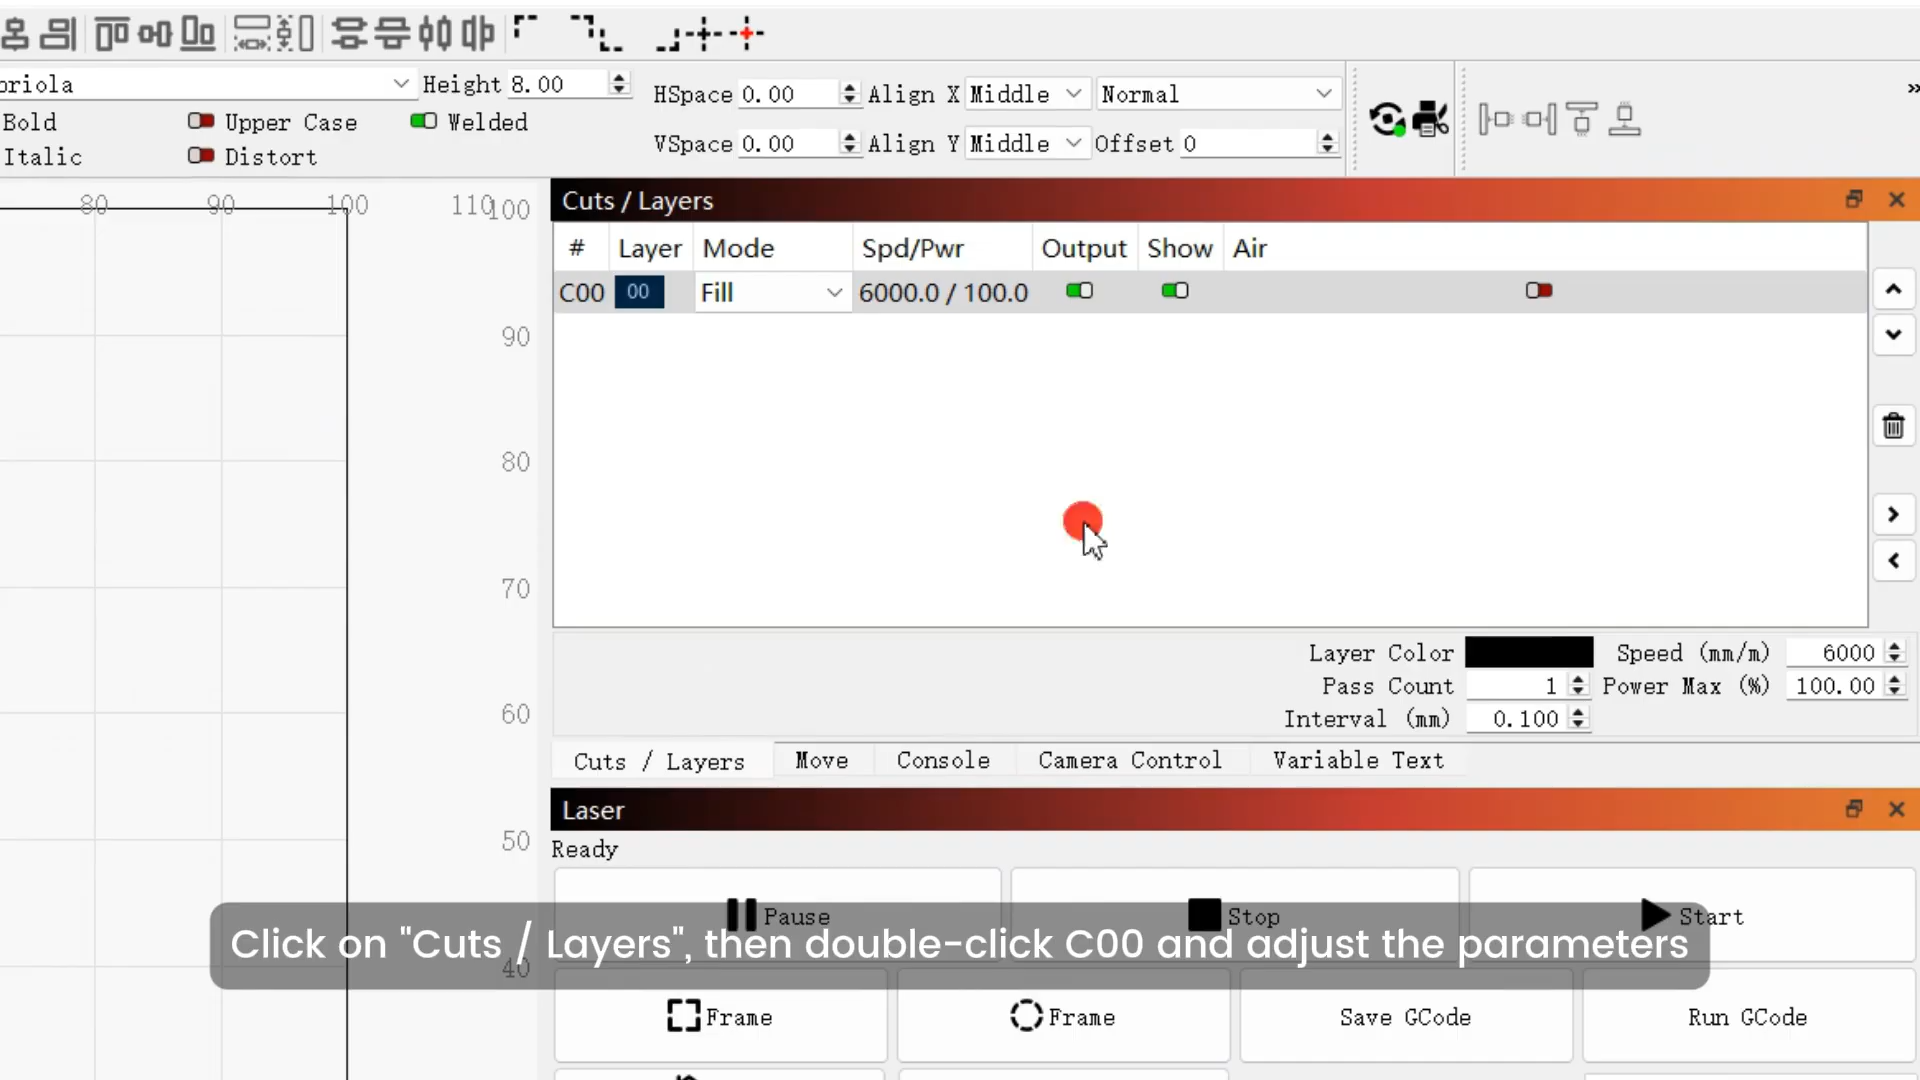 oriola Height 8.00
HSpace 0.00 Align X Middle Normal
Bold Upper Case Welded
VSpace 0.00 Align Y Middle Offset 0
Italic Distort
80 90 100 110
100
90
80
70
60
50
40
Cuts / Layers
# Layer Mode Spd/Pwr Output Show Air
C00 00 Fill 6000.0 / 100.0
Layer Color Speed (mm/m) 6000
Pass Count 1 Power Max (%) 100.00
Interval (mm) 0.100
Cuts / Layers Move Console Camera Control Variable Text
Laser
Ready
Pause Stop Start
Click on "Cuts / Layers", then double-click C00 and adjust the parameters
Frame Frame Save GCode Run GCode